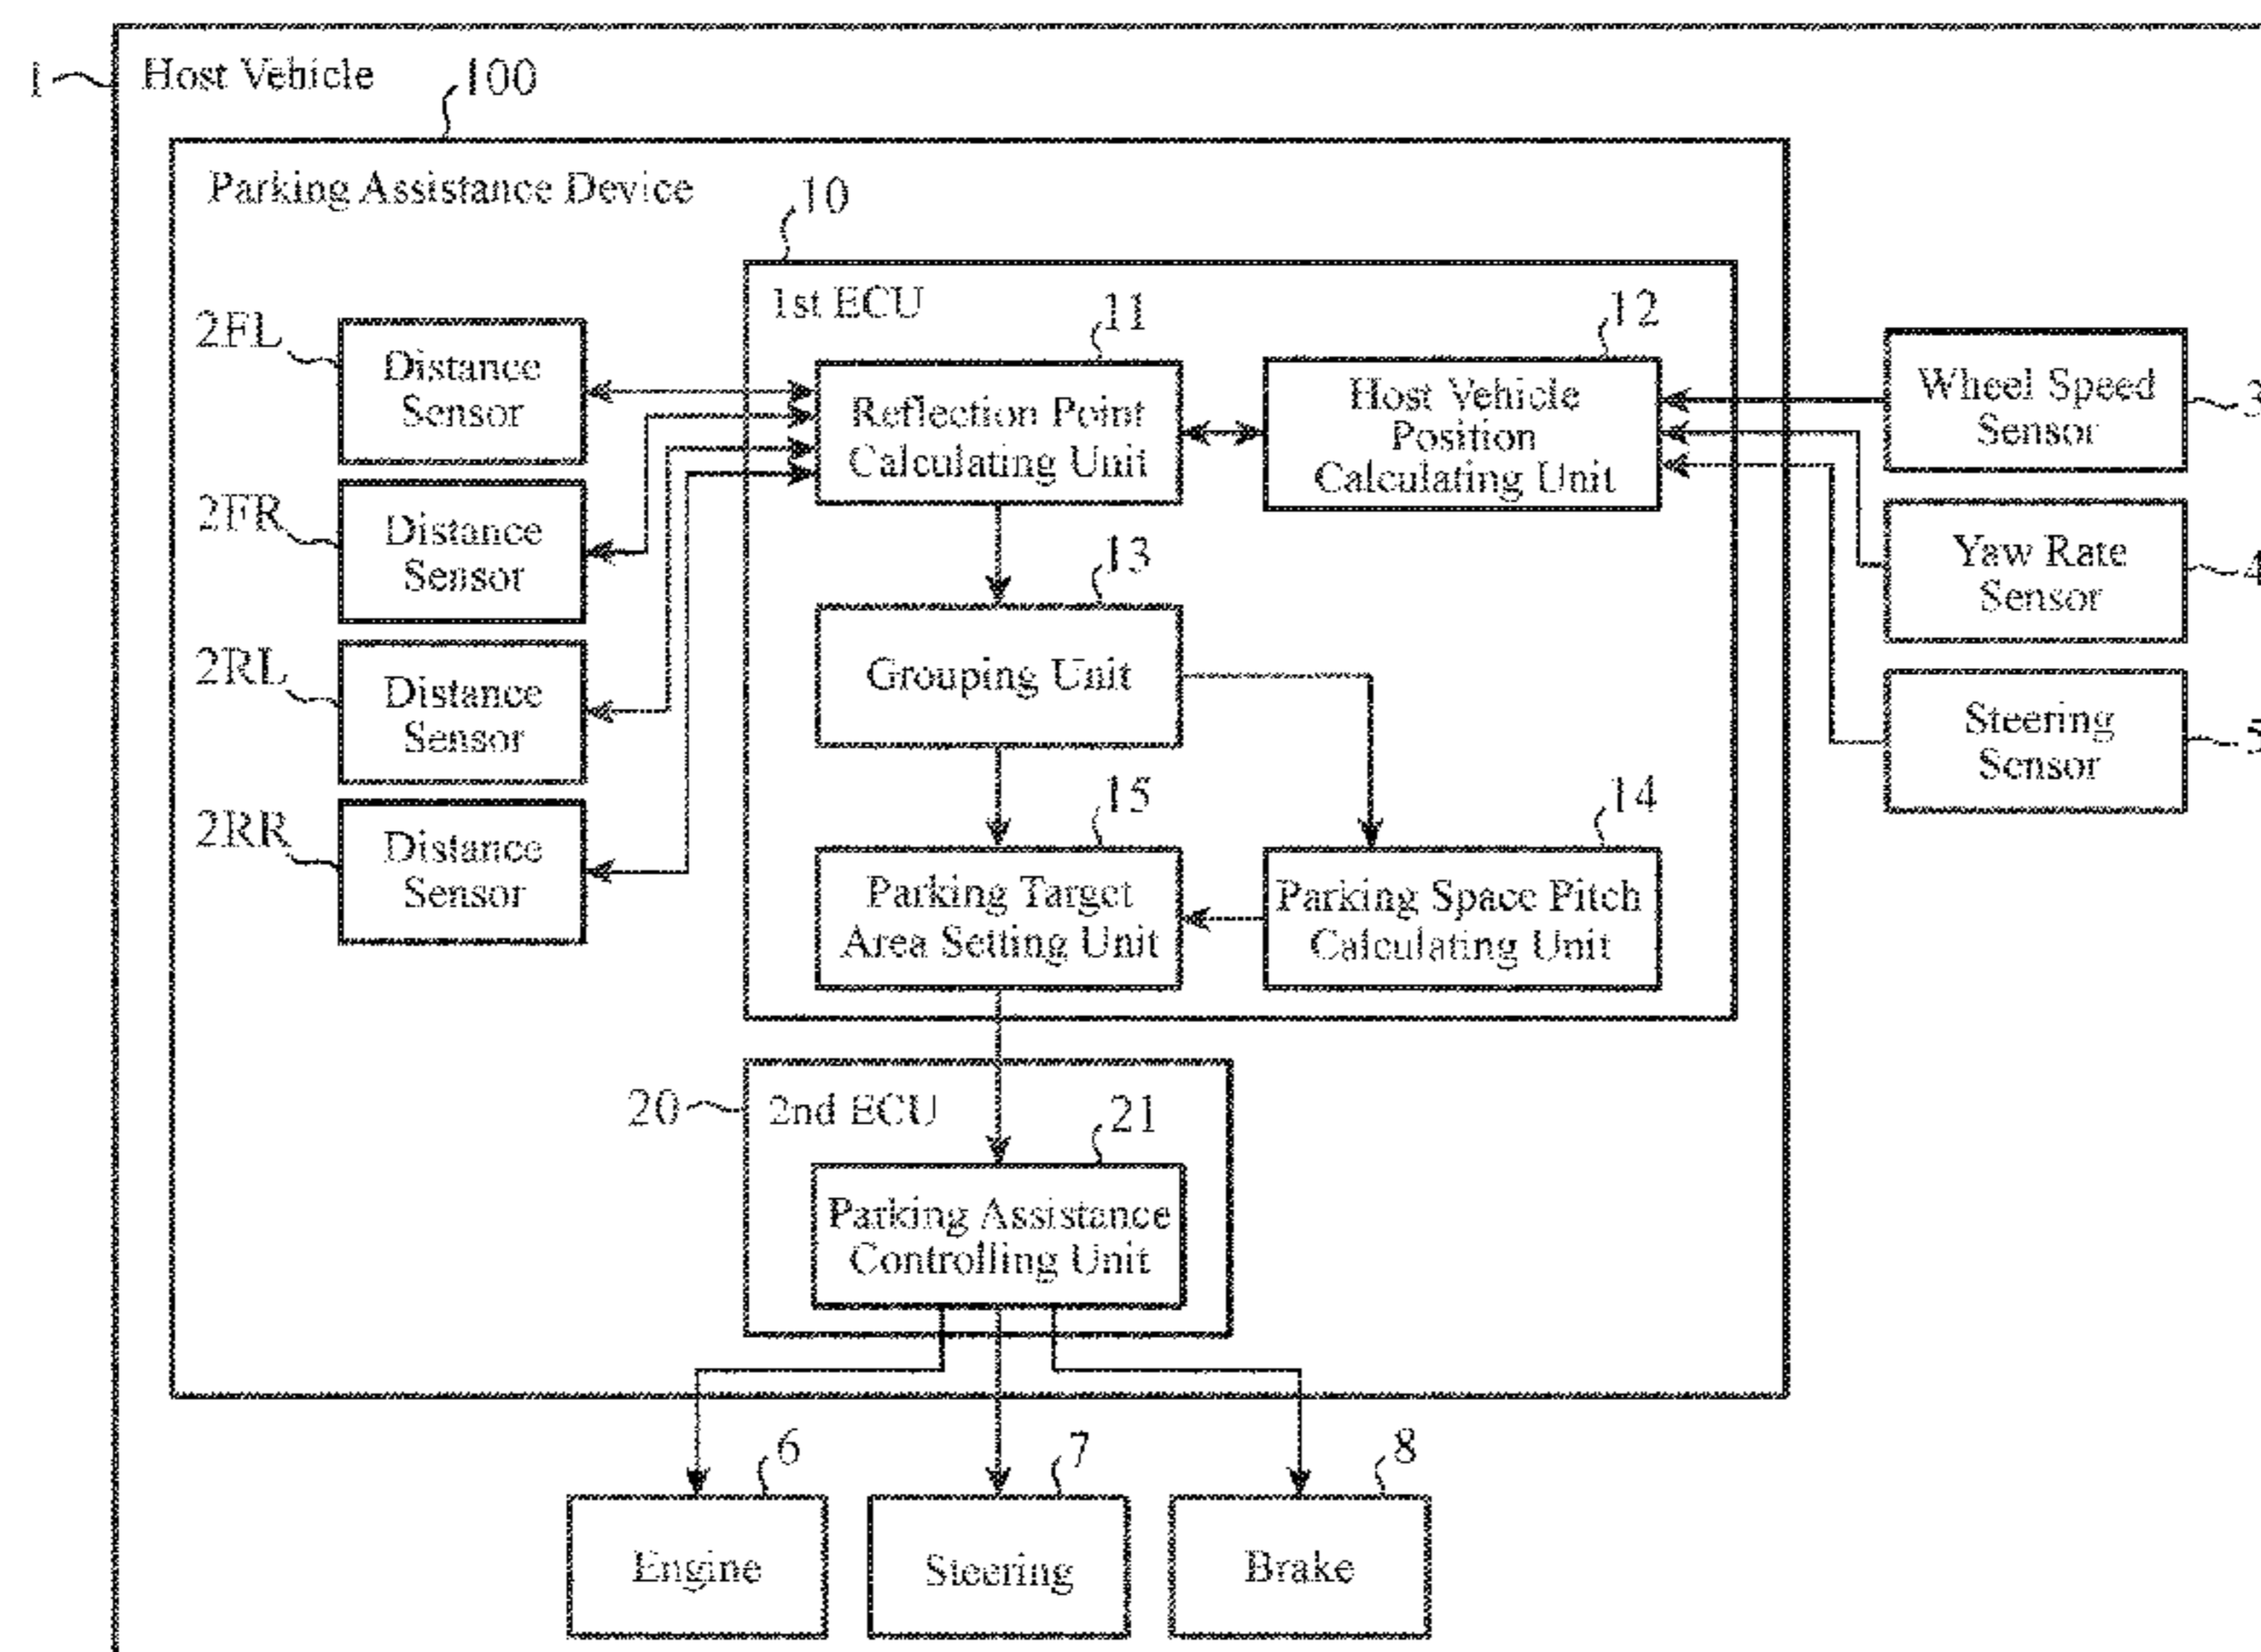 1
Host Vehicle
100
Parking Assistance Device
10
1st ECU
2FL
Distance
Sensor
2FR
Distance
Sensor
2RL
Distance
Sensor
2RR
Distance
Sensor
11
Reflection Point
Calculating Unit
12
Host Vehicle
Position
Calculating Unit
Wheel Speed
Sensor
3
Yaw Rate
Sensor
4
Steering
Sensor
5
13
Grouping Unit
15
Parking Target
Area Setting Unit
14
Parking Space Pitch
Calculating Unit
20
2nd ECU
21
Parking Assistance
Controlling Unit
6
Engine
7
Steering
8
Brake